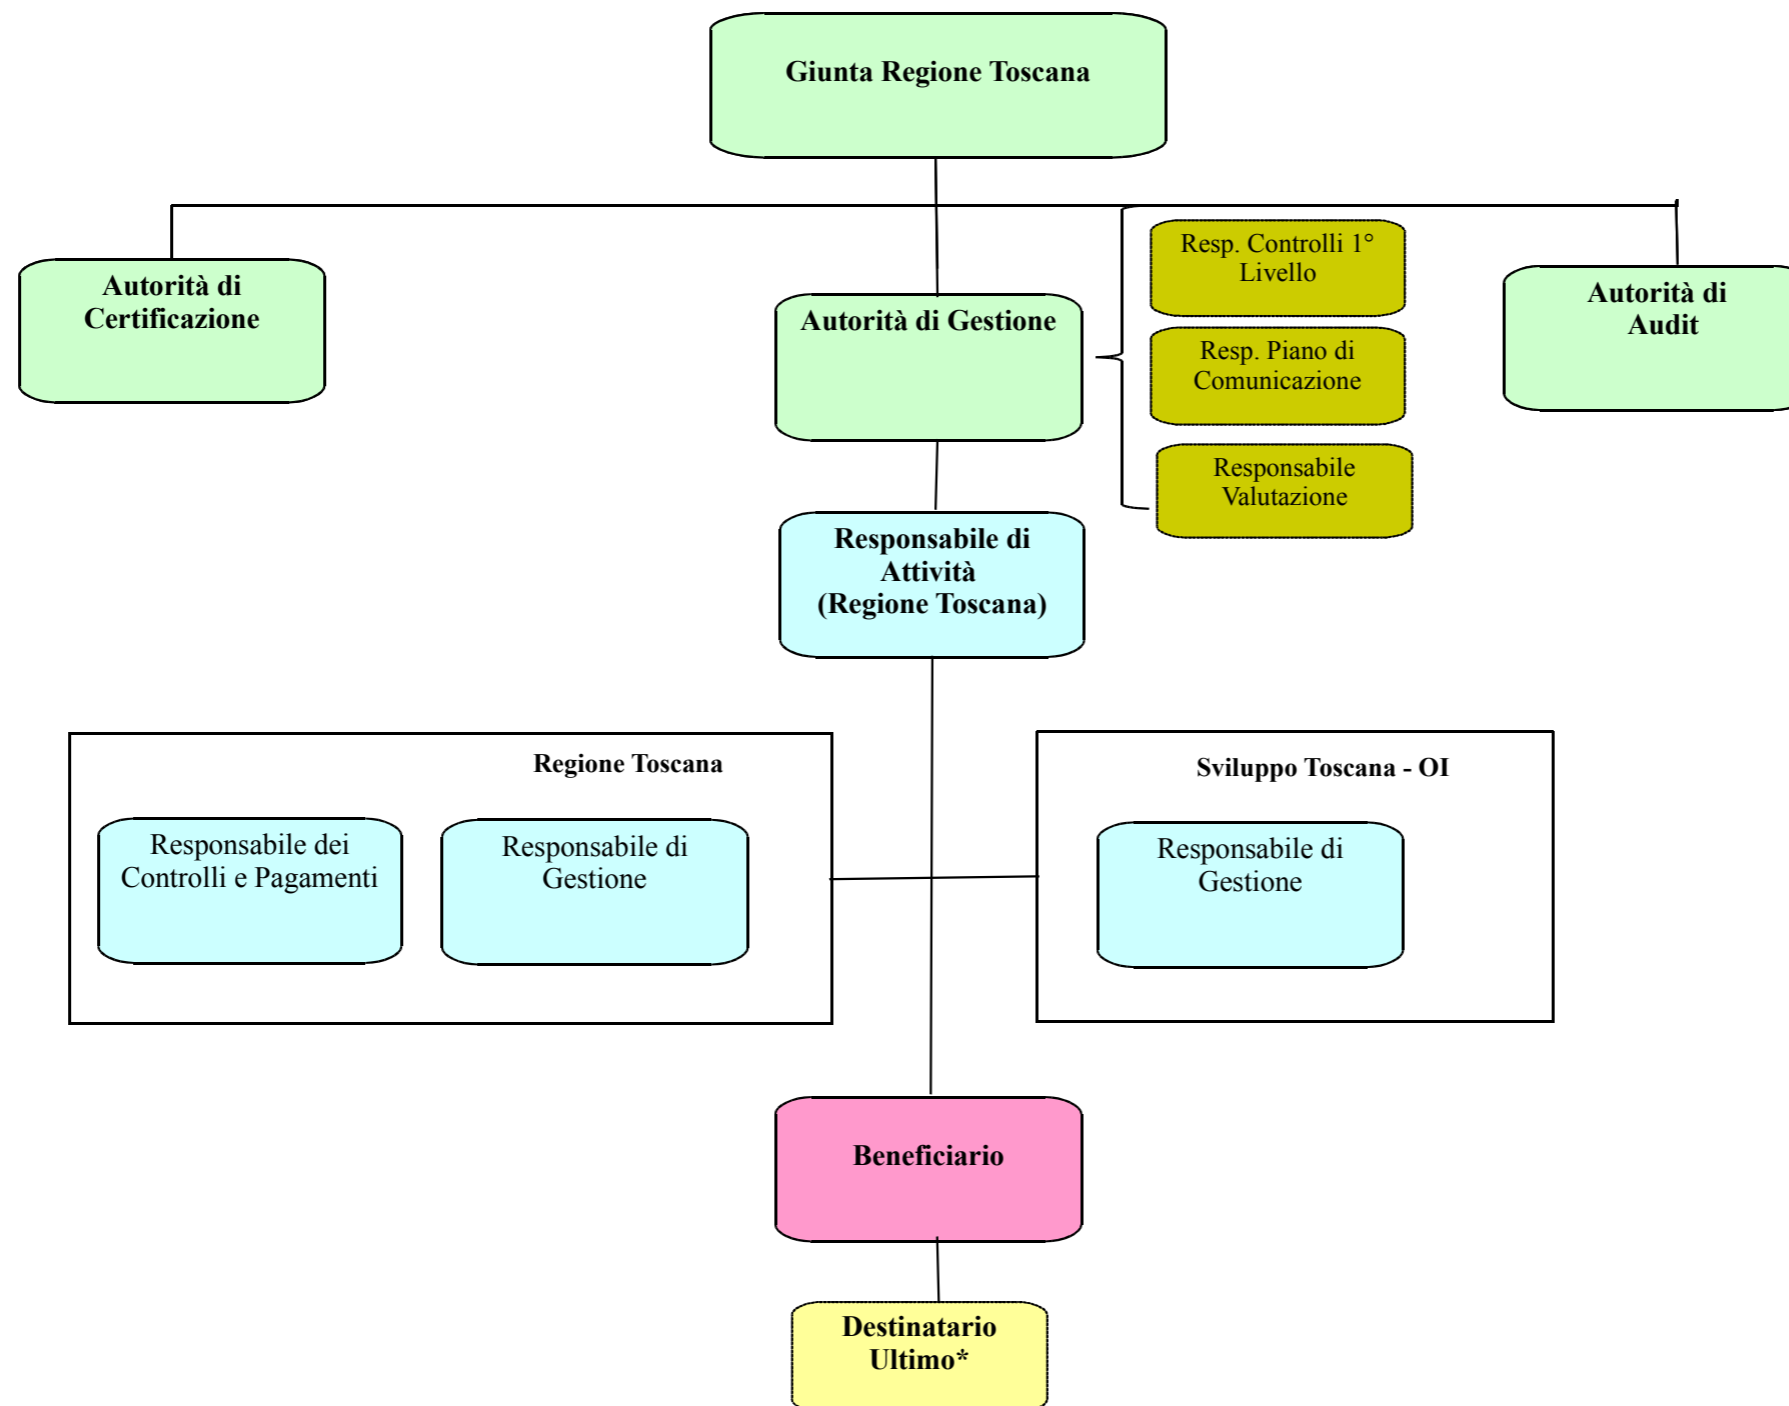 Giunta Regione Toscana
Autorità di
Certificazione
Autorità di Gestione
Resp. Controlli 1°
Livello
Resp. Piano di
Comunicazione
Responsabile
Valutazione
Autorità di
Audit
Responsabile di
Attività
(Regione Toscana)
Regione Toscana
Responsabile dei
Controlli e Pagamenti
Responsabile di
Gestione
Sviluppo Toscana - OI
Responsabile di
Gestione
Beneficiario
Destinatario
Ultimo*